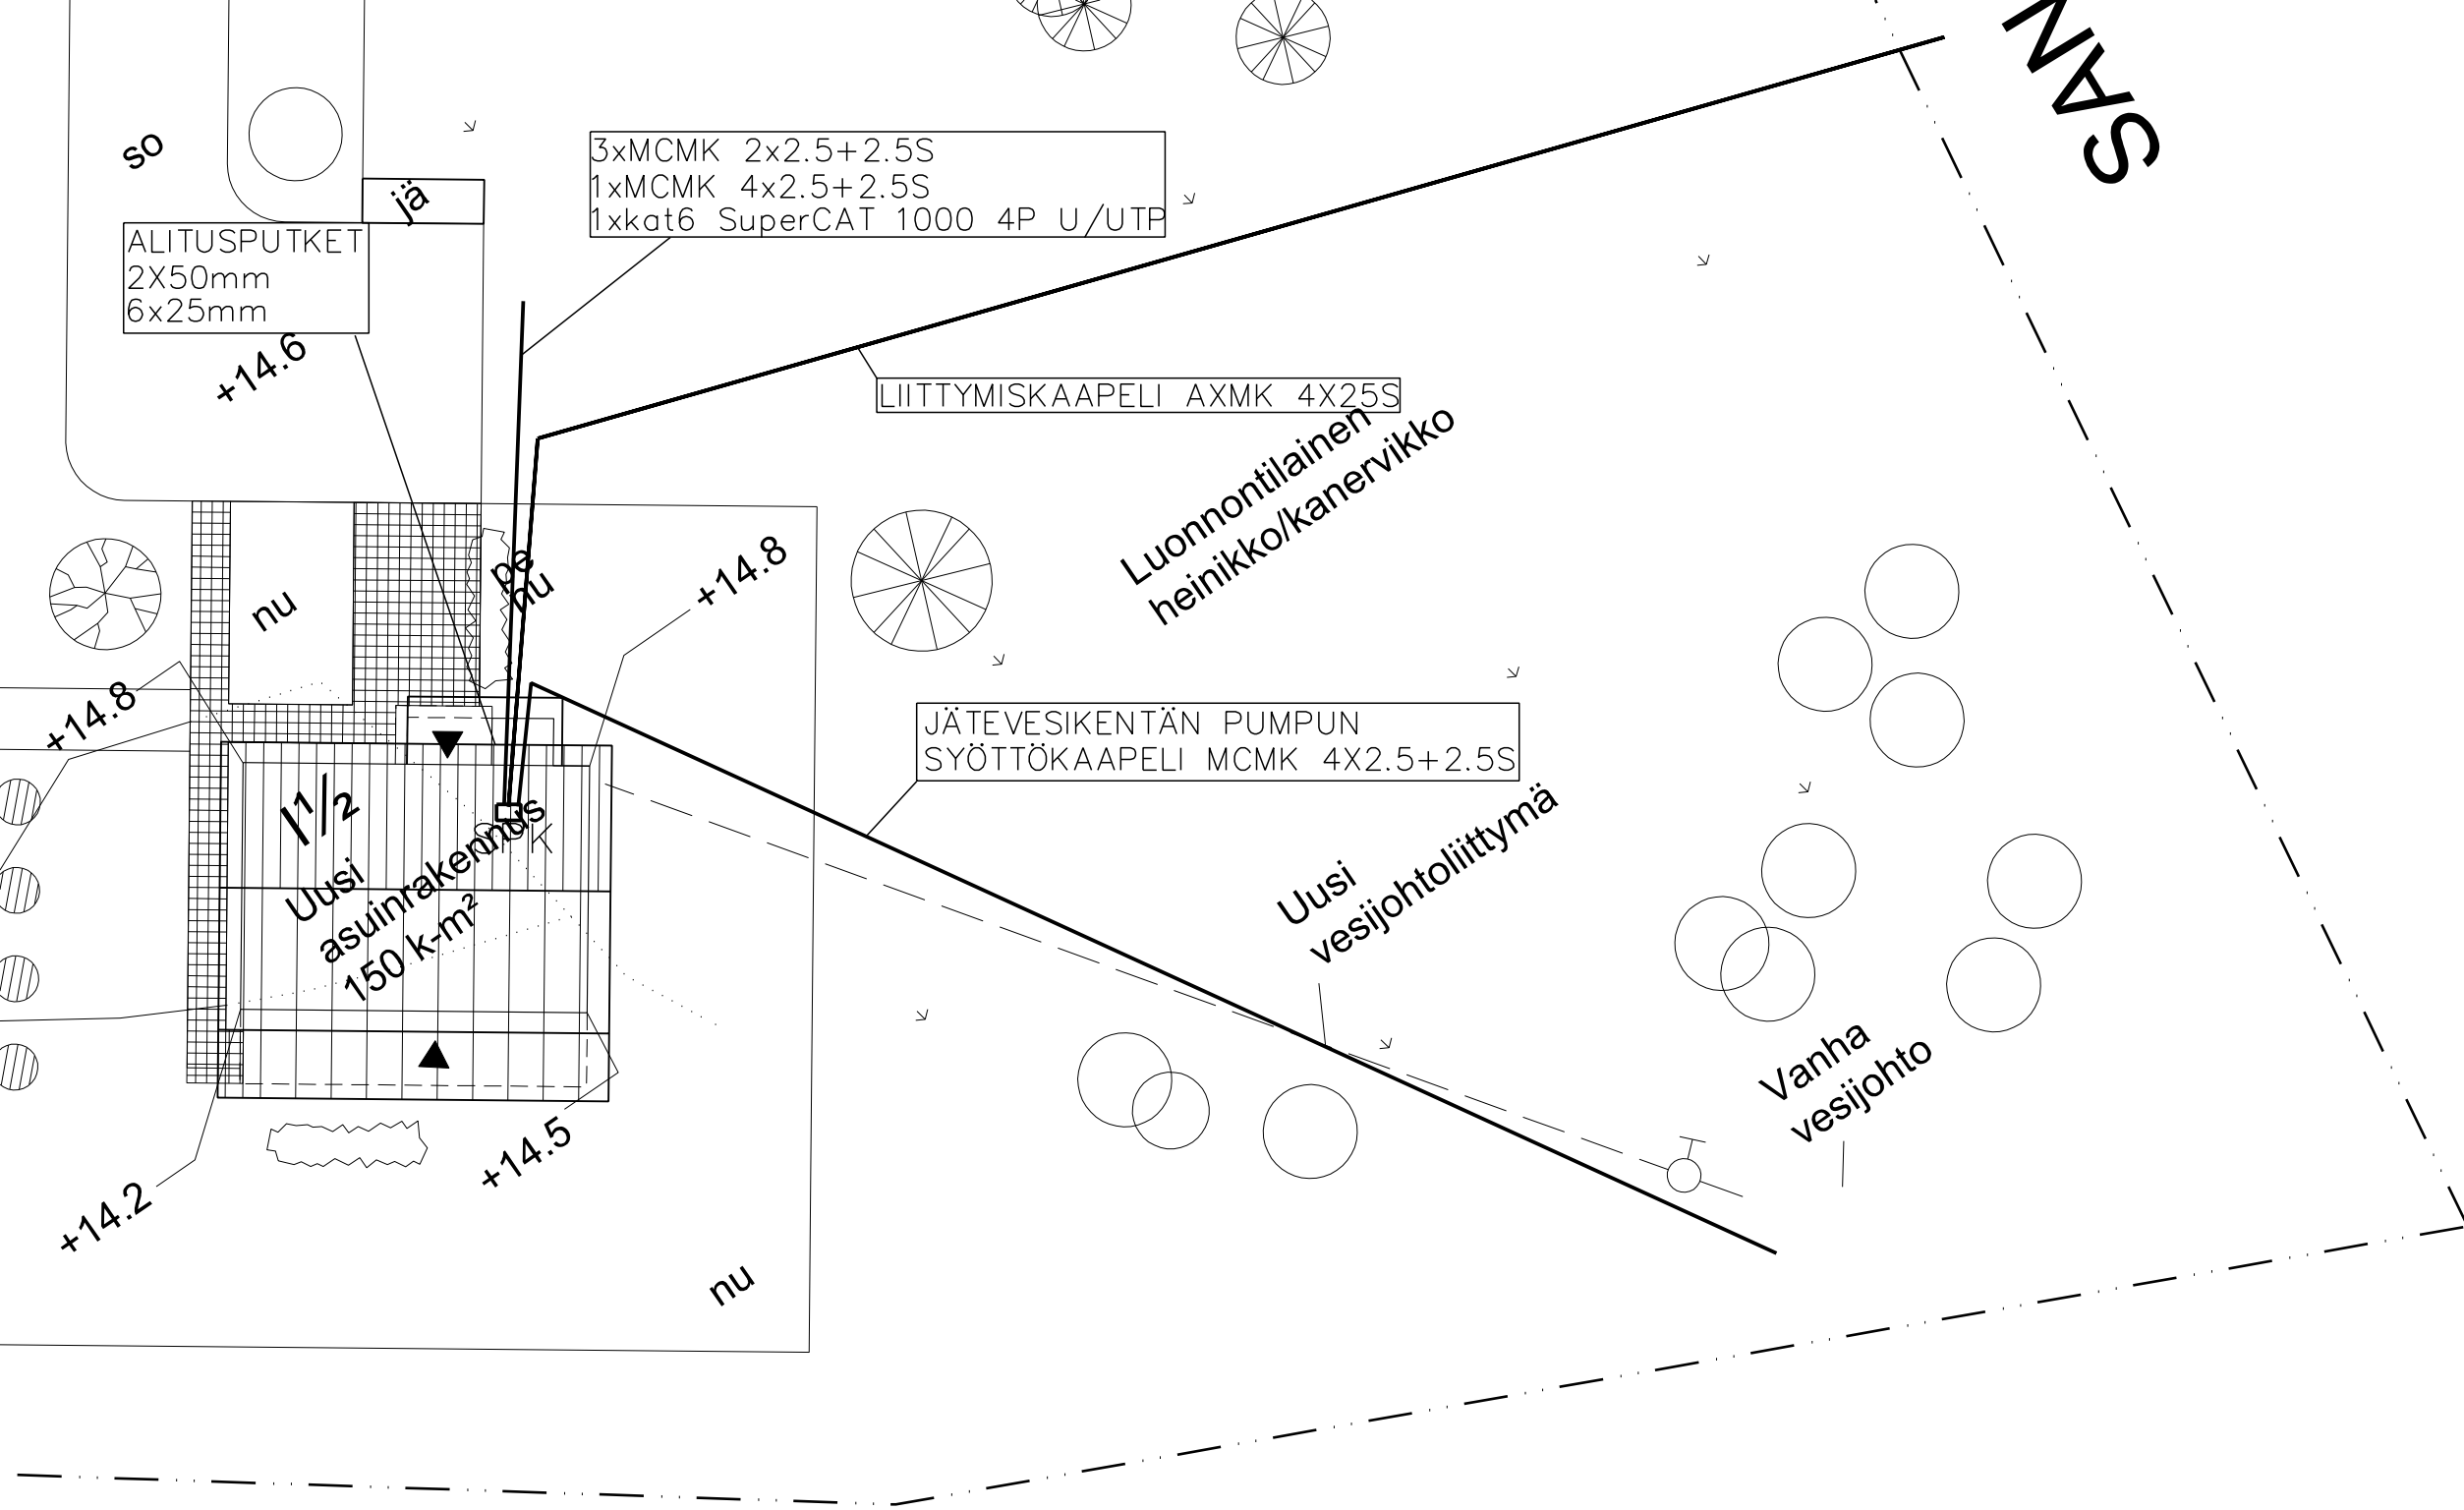 SAN
so
jä
3xMCMK 2x2.5+2.5S
1xMCMK 4x2.5+2.5S
1xkat6 SuperCAT 1000 4P U/UTP
ALITUSPUTKET
2X50mm
6x25mm
+14.6
LIITTYMISKAAPELI AXMK 4X25S
Luonnontilainen
heinikko/kanervikko
pe
nu
nu
+14.8
+14.8
JÄTEVESIKENTÄN PUMPUN
SYÖTTÖKAAPELI MCMK 4X2.5+2.5S
1/2
Uusi
asuinrakennus
150 k-m²
Uusi
vesijohtoliittymä
Vanha
vesijohto
+14.5
+14.2
nu